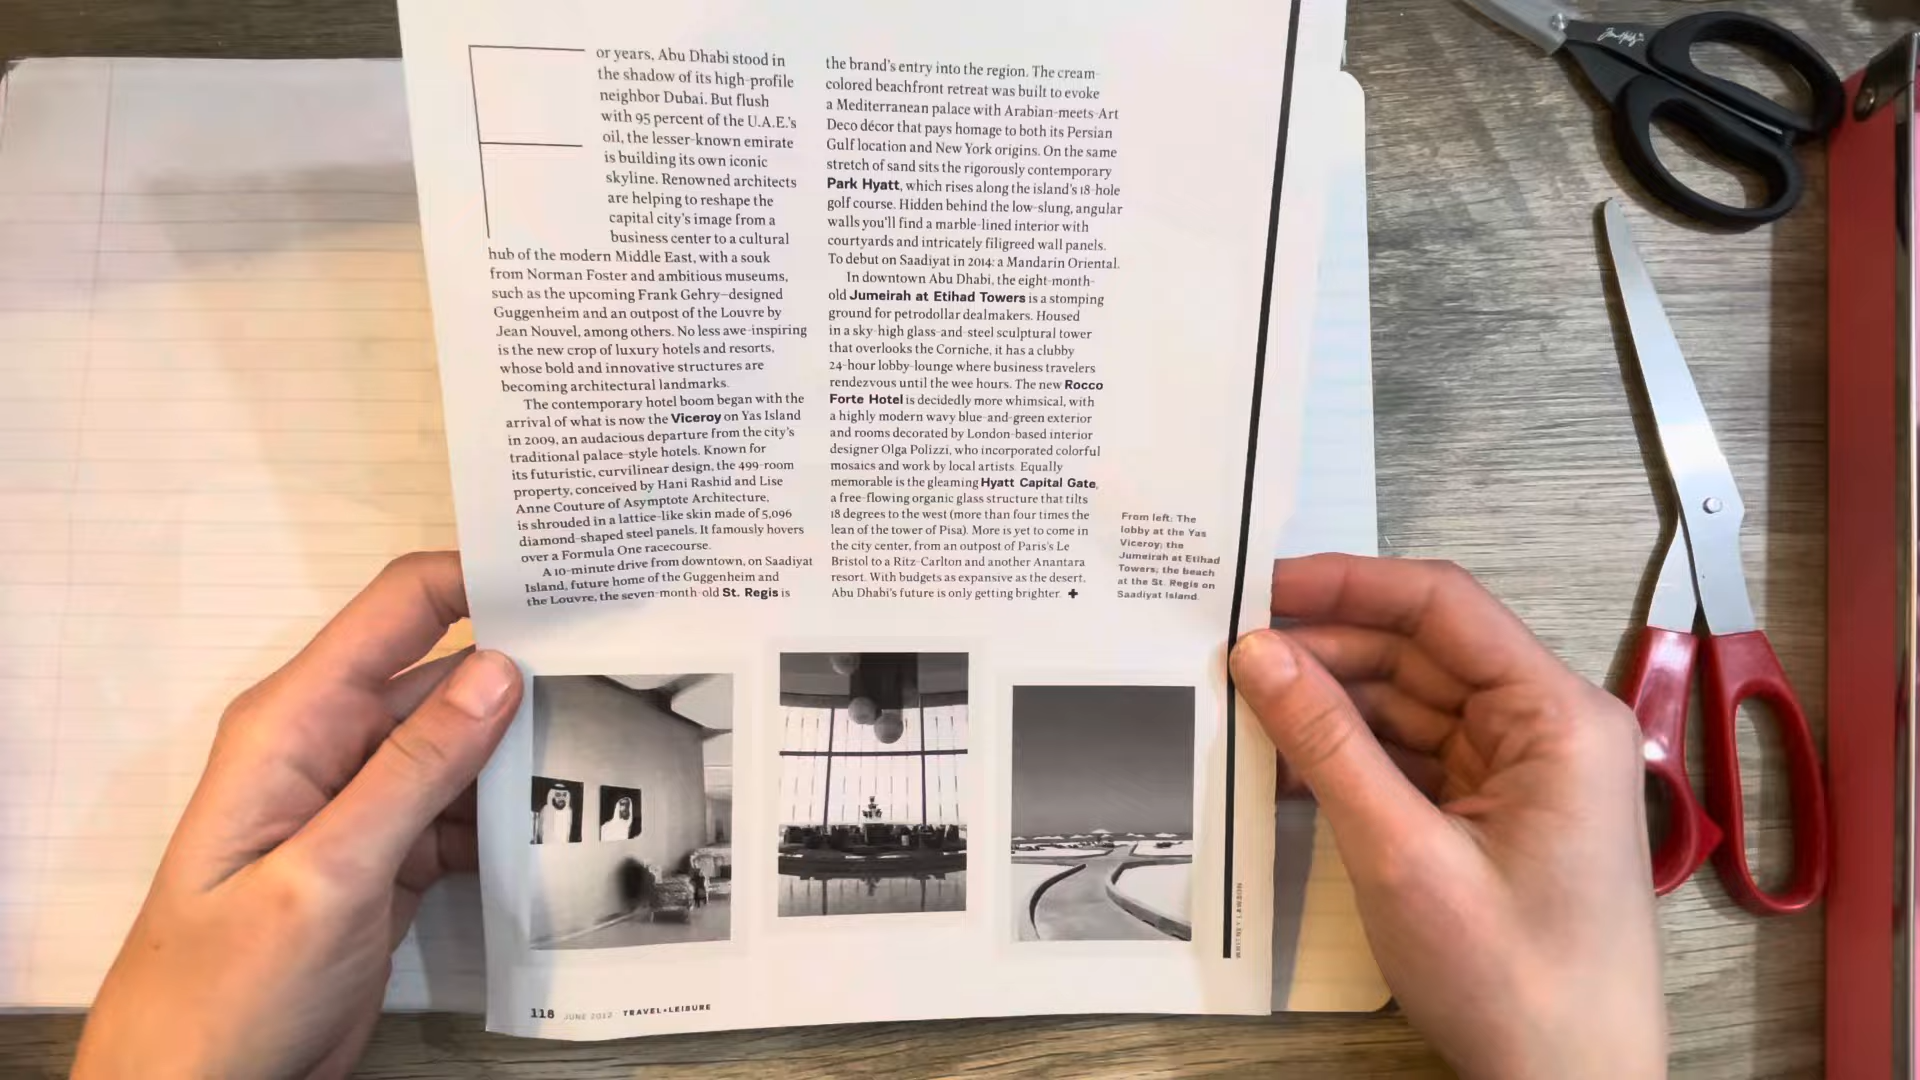 For years, Abu Dhabi stood in
the shadow of its high-profile
neighbor Dubai. But flush
with 95 percent of the U.A.E.'s
oil, the lesser-known emirate
is building its own iconic
skyline. Renowned architects
are helping to reshape the
capital city's image from a
business center to a cultural
hub of the modern Middle East, with a souk
from Norman Foster and ambitious museums,
such as the upcoming Frank Gehry–designed
Guggenheim and an outpost of the Louvre by
Jean Nouvel, among others. No less awe-inspiring
is the new crop of luxury hotels and resorts,
whose bold and innovative structures are
becoming architectural landmarks.
The contemporary hotel boom began with the
arrival of what is now the Viceroy on Yas Island
in 2009, an audacious departure from the city's
traditional palace-style hotels. Known for
its futuristic, curvilinear design, the 499-room
property, conceived by Hani Rashid and Lise
Anne Couture of Asymptote Architecture,
is shrouded in a lattice-like skin made of 5,096
diamond-shaped steel panels. It famously hovers
over a Formula One racecourse.
A 10-minute drive from downtown, on Saadiyat
Island, future home of the Guggenheim and
the Louvre, the seven-month-old St. Regis is
the brand's entry into the region. The cream-
colored beachfront retreat was built to evoke
a Mediterranean palace with Arabian-meets-Art
Deco décor that pays homage to both its Persian
Gulf location and New York origins. On the same
stretch of sand sits the rigorously contemporary
Park Hyatt, which rises along the island's 18-hole
golf course. Hidden behind the low-slung, angular
walls you'll find a marble-lined interior with
courtyards and intricately filigreed wall panels.
To debut on Saadiyat in 2014: a Mandarin Oriental.
In downtown Abu Dhabi, the eight-month-
old Jumeirah at Etihad Towers is a stomping
ground for petrodollar dealmakers. Housed
in a sky-high glass-and-steel sculptural tower
that overlooks the Corniche, it has a clubby
24-hour lobby-lounge where business travelers
rendezvous until the wee hours. The new Rocco
Forte Hotel is decidedly more whimsical, with
a highly modern wavy blue-and-green exterior
and rooms decorated by London-based interior
designer Olga Polizzi, who incorporated colorful
mosaics and work by local artists. Equally
memorable is the gleaming Hyatt Capital Gate,
a free-flowing organic glass structure that tilts
18 degrees to the west (more than four times the
lean of the tower of Pisa). More is yet to come in
the city center, from an outpost of Paris's Le
Bristol to a Ritz-Carlton and another Anantara
resort. With budgets as expansive as the desert,
Abu Dhabi's future is only getting brighter. +
From left: The
lobby at the Yas
Viceroy; the
Jumeirah at Etihad
Towers; the beach
at the St. Regis on
Saadiyat Island.
WHITNEY LAWSON
118 JUNE 2012 TRAVEL+LEISURE